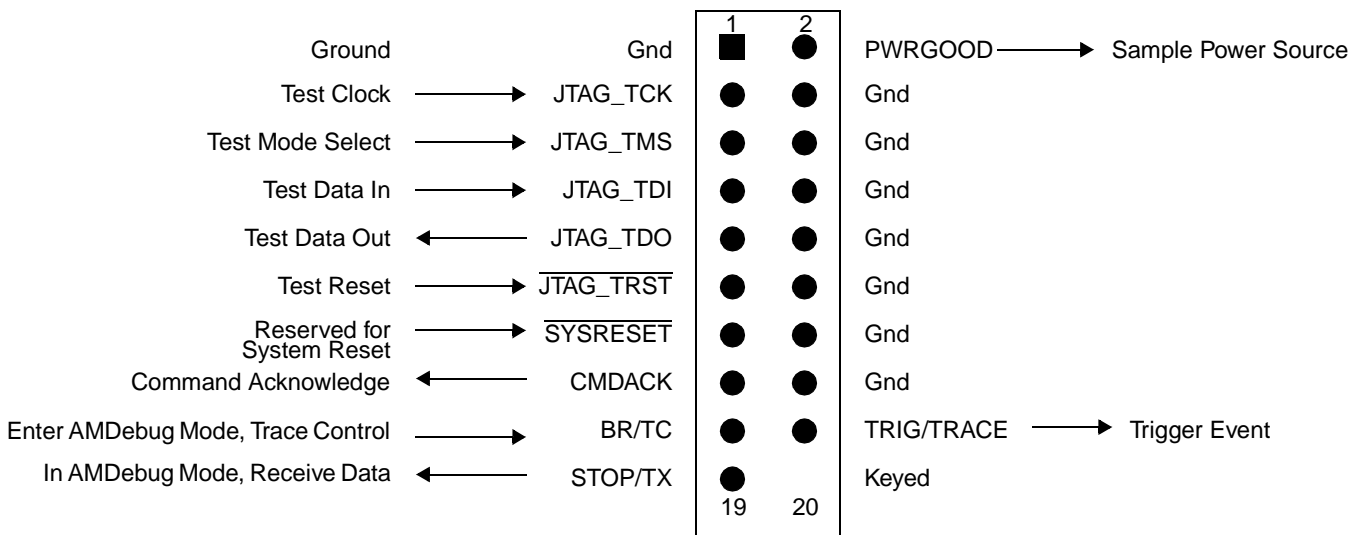 1 2
Ground Gnd PWRGOOD Sample Power Source
Test Clock JTAG_TCK Gnd
Test Mode Select JTAG_TMS Gnd
Test Data In JTAG_TDI Gnd
Test Data Out JTAG_TDO Gnd
Test Reset JTAG_TRST Gnd
Reserved for
System Reset SYSRESET Gnd
Command Acknowledge CMDACK Gnd
Enter AMDebug Mode, Trace Control BR/TC TRIG/TRACE Trigger Event
In AMDebug Mode, Receive Data STOP/TX Keyed
19 20